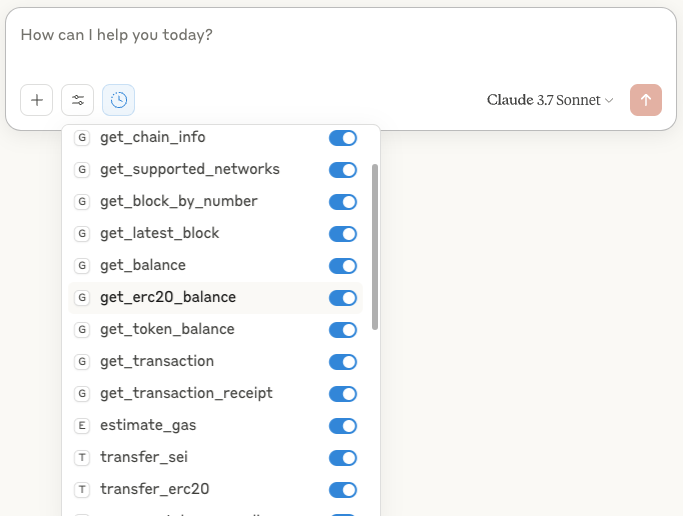 How can I help you today?
Claude 3.7 Sonnet
G get_chain_info
G get_supported_networks
G get_block_by_number
G get_latest_block
G get_balance
G get_erc20_balance
G get_token_balance
G get_transaction
G get_transaction_receipt
E estimate_gas
T transfer_sei
T transfer_erc20